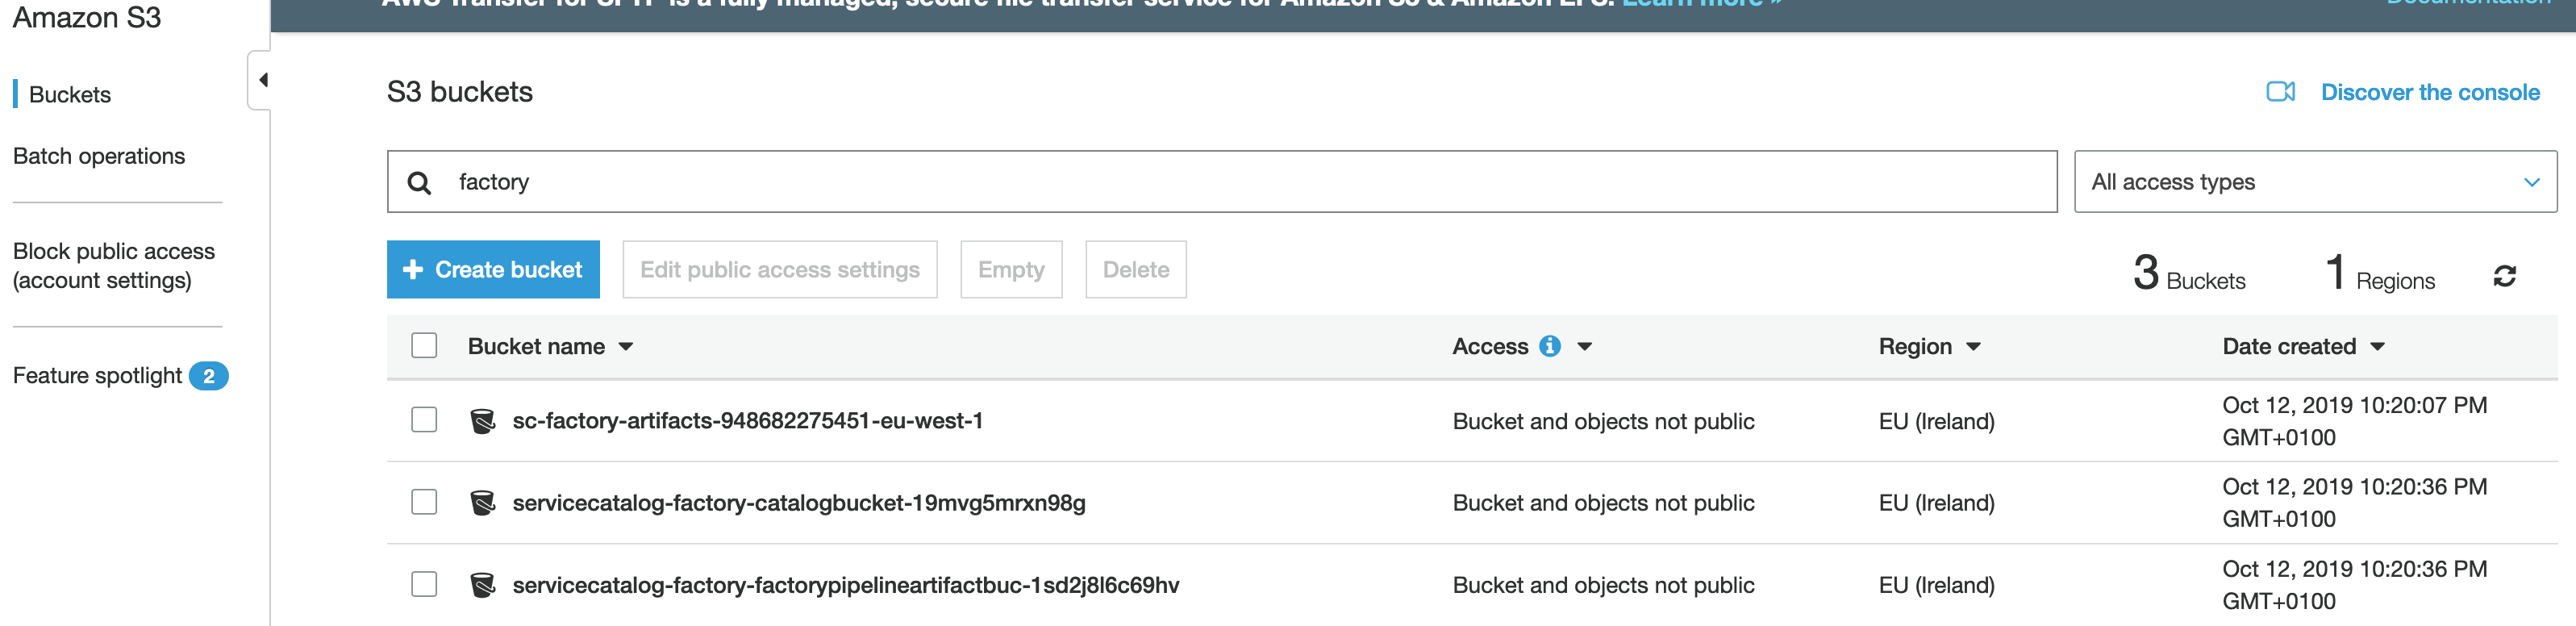 Amazon S3
AWS Transfer for SFTP is a fully managed, secure file transfer service for Amazon S3 & Amazon EFS. Learn more »
Documentation
Buckets
Batch operations
Block public access
(account settings)
Feature spotlight 2
S3 buckets
Discover the console
factory
All access types
Create bucket Edit public access settings Empty Delete
3 Buckets 1 Regions
Bucket name Access Region Date created
sc-factory-artifacts-948682275451-eu-west-1 Bucket and objects not public EU (Ireland) Oct 12, 2019 10:20:07 PM
GMT+0100
servicecatalog-factory-catalogbucket-19mvg5mrxn98g Bucket and objects not public EU (Ireland) Oct 12, 2019 10:20:36 PM
GMT+0100
servicecatalog-factory-factorypipelineartifactbuc-1sd2j8l6c69hv Bucket and objects not public EU (Ireland) Oct 12, 2019 10:20:36 PM
GMT+0100